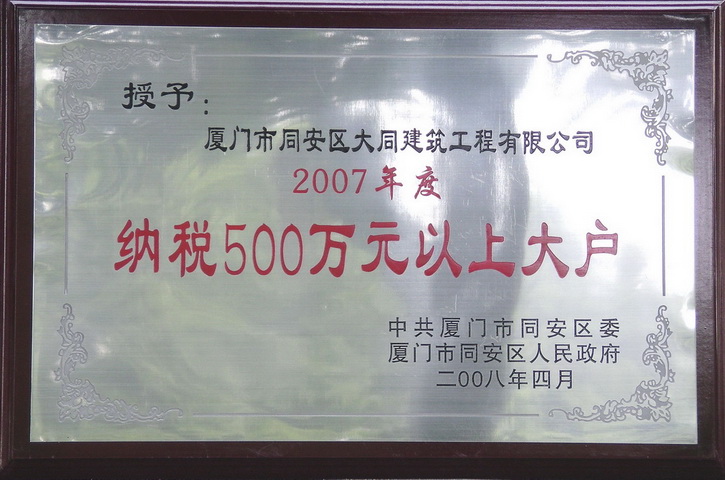 授予：
厦门市同安区大同建筑工程有限公司
2007年度
纳税500万元以上大户
中共厦门市同安区委
厦门市同安区人民政府
二00八年四月